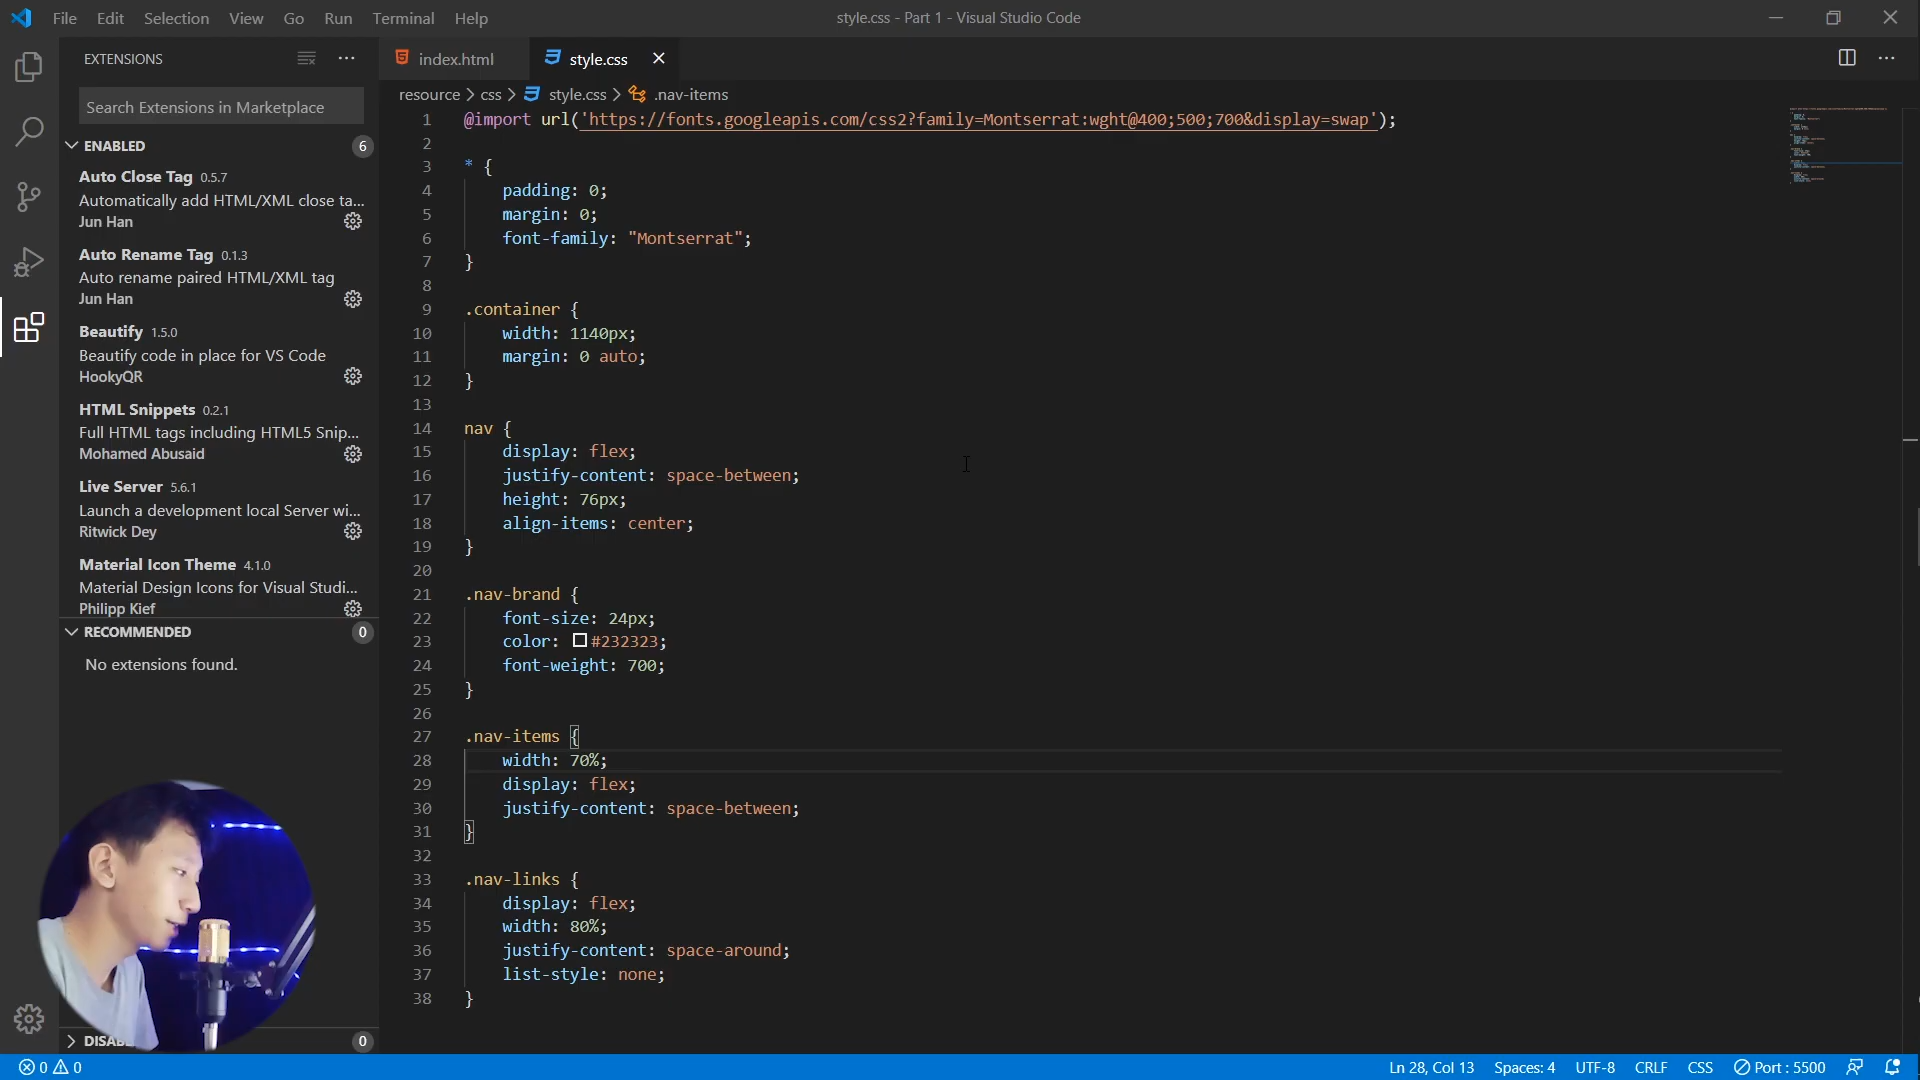 File Edit Selection View Go Run Terminal Help
style.css - Part 1 - Visual Studio Code
EXTENSIONS
Search Extensions in Marketplace
ENABLED 6
Auto Close Tag 0.5.7
Automatically add HTML/XML close ta...
Jun Han
Auto Rename Tag 0.1.3
Auto rename paired HTML/XML tag
Jun Han
Beautify 1.5.0
Beautify code in place for VS Code
HookyQR
HTML Snippets 0.2.1
Full HTML tags including HTML5 Snip...
Mohamed Abusaid
Live Server 5.6.1
Launch a development local Server wi...
Ritwick Dey
Material Icon Theme 4.1.0
Material Design Icons for Visual Studi...
Philipp Kief
RECOMMENDED 0
No extensions found.
DISAB 0
index.html style.css
resource > css > style.css > .nav-items
1 @import url('https://fonts.googleapis.com/css2?family=Montserrat:wght@400;500;700&display=swap');
2
3 * {
4 padding: 0;
5 margin: 0;
6 font-family: "Montserrat";
7 }
8
9 .container {
10 width: 1140px;
11 margin: 0 auto;
12 }
13
14 nav {
15 display: flex;
16 justify-content: space-between;
17 height: 76px;
18 align-items: center;
19 }
20
21 .nav-brand {
22 font-size: 24px;
23 color: #232323;
24 font-weight: 700;
25 }
26
27 .nav-items {
28 width: 70%;
29 display: flex;
30 justify-content: space-between;
31 }
32
33 .nav-links {
34 display: flex;
35 width: 80%;
36 justify-content: space-around;
37 list-style: none;
38 }
0 0
Ln 28, Col 13 Spaces: 4 UTF-8 CRLF CSS Port : 5500